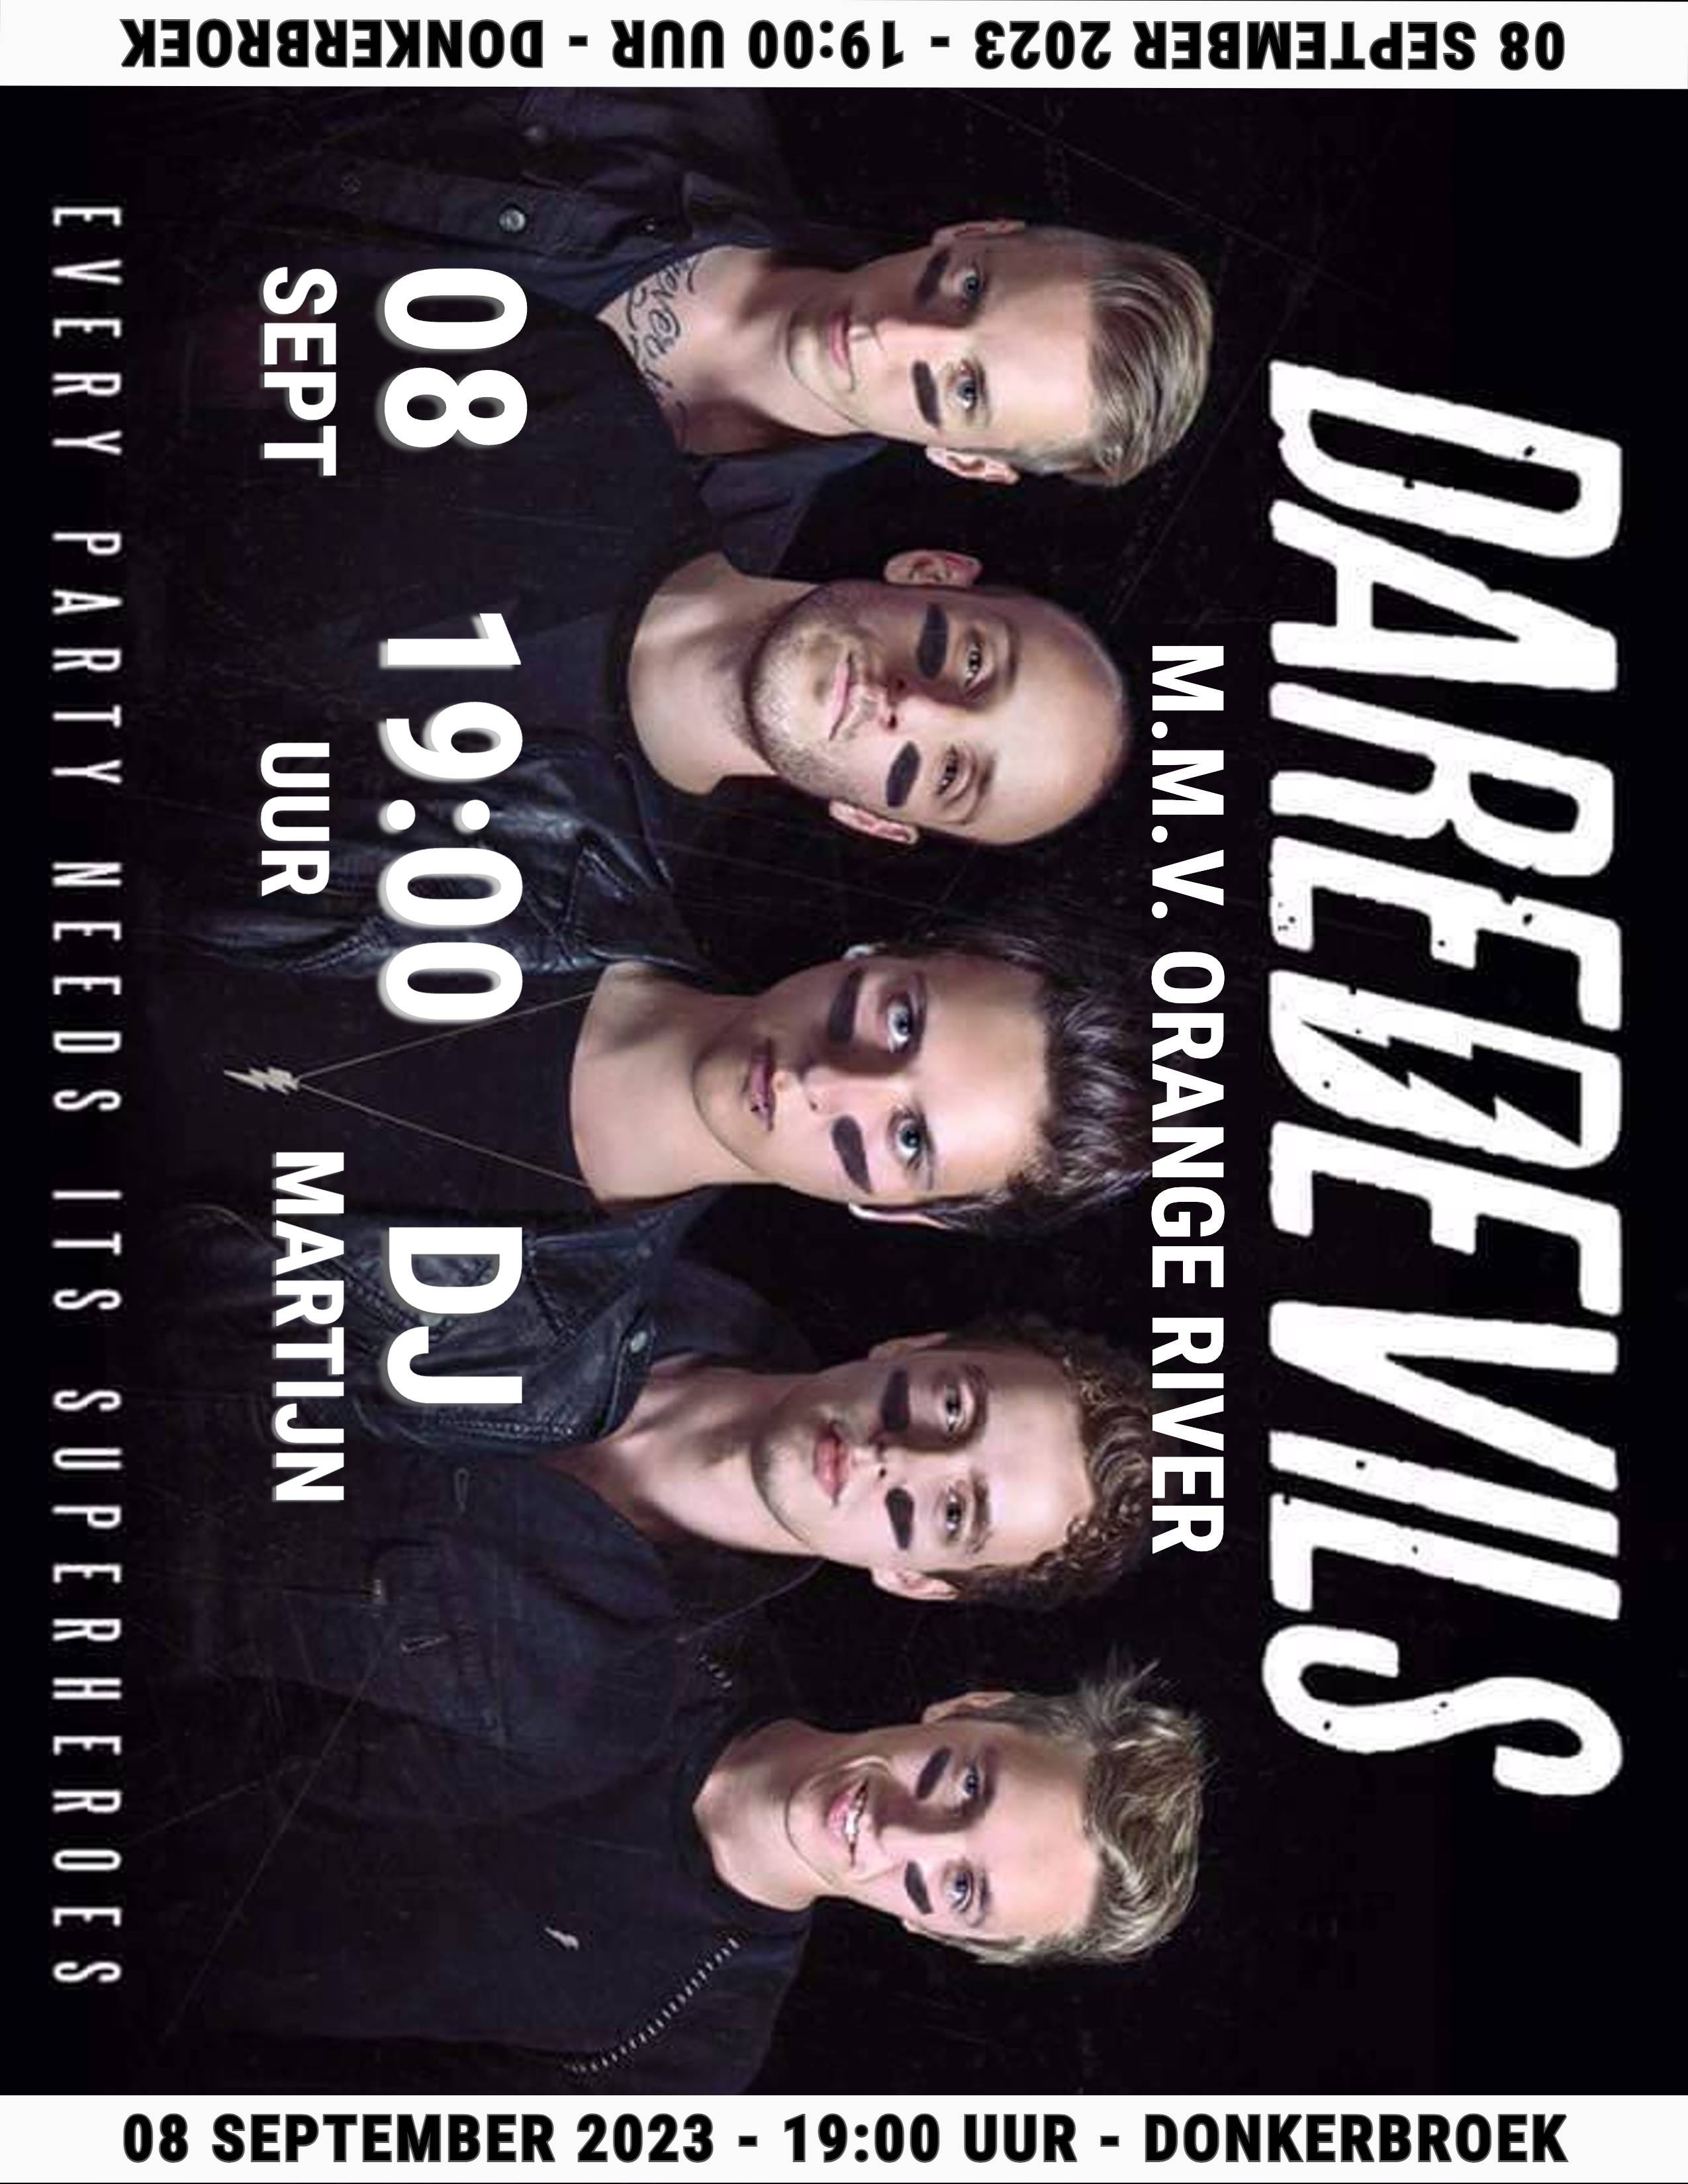 08 SEPTEMBER 2023 - 19:00 UUR - DONKERBROEK
DAREDEVILS
M.M.V. ORANGE RIVER
08 19:00 DJ
SEPT UUR MARTIJN
EVERY PARTY NEEDS ITS SUPERHEROES
08 SEPTEMBER 2023 - 19:00 UUR - DONKERBROEK